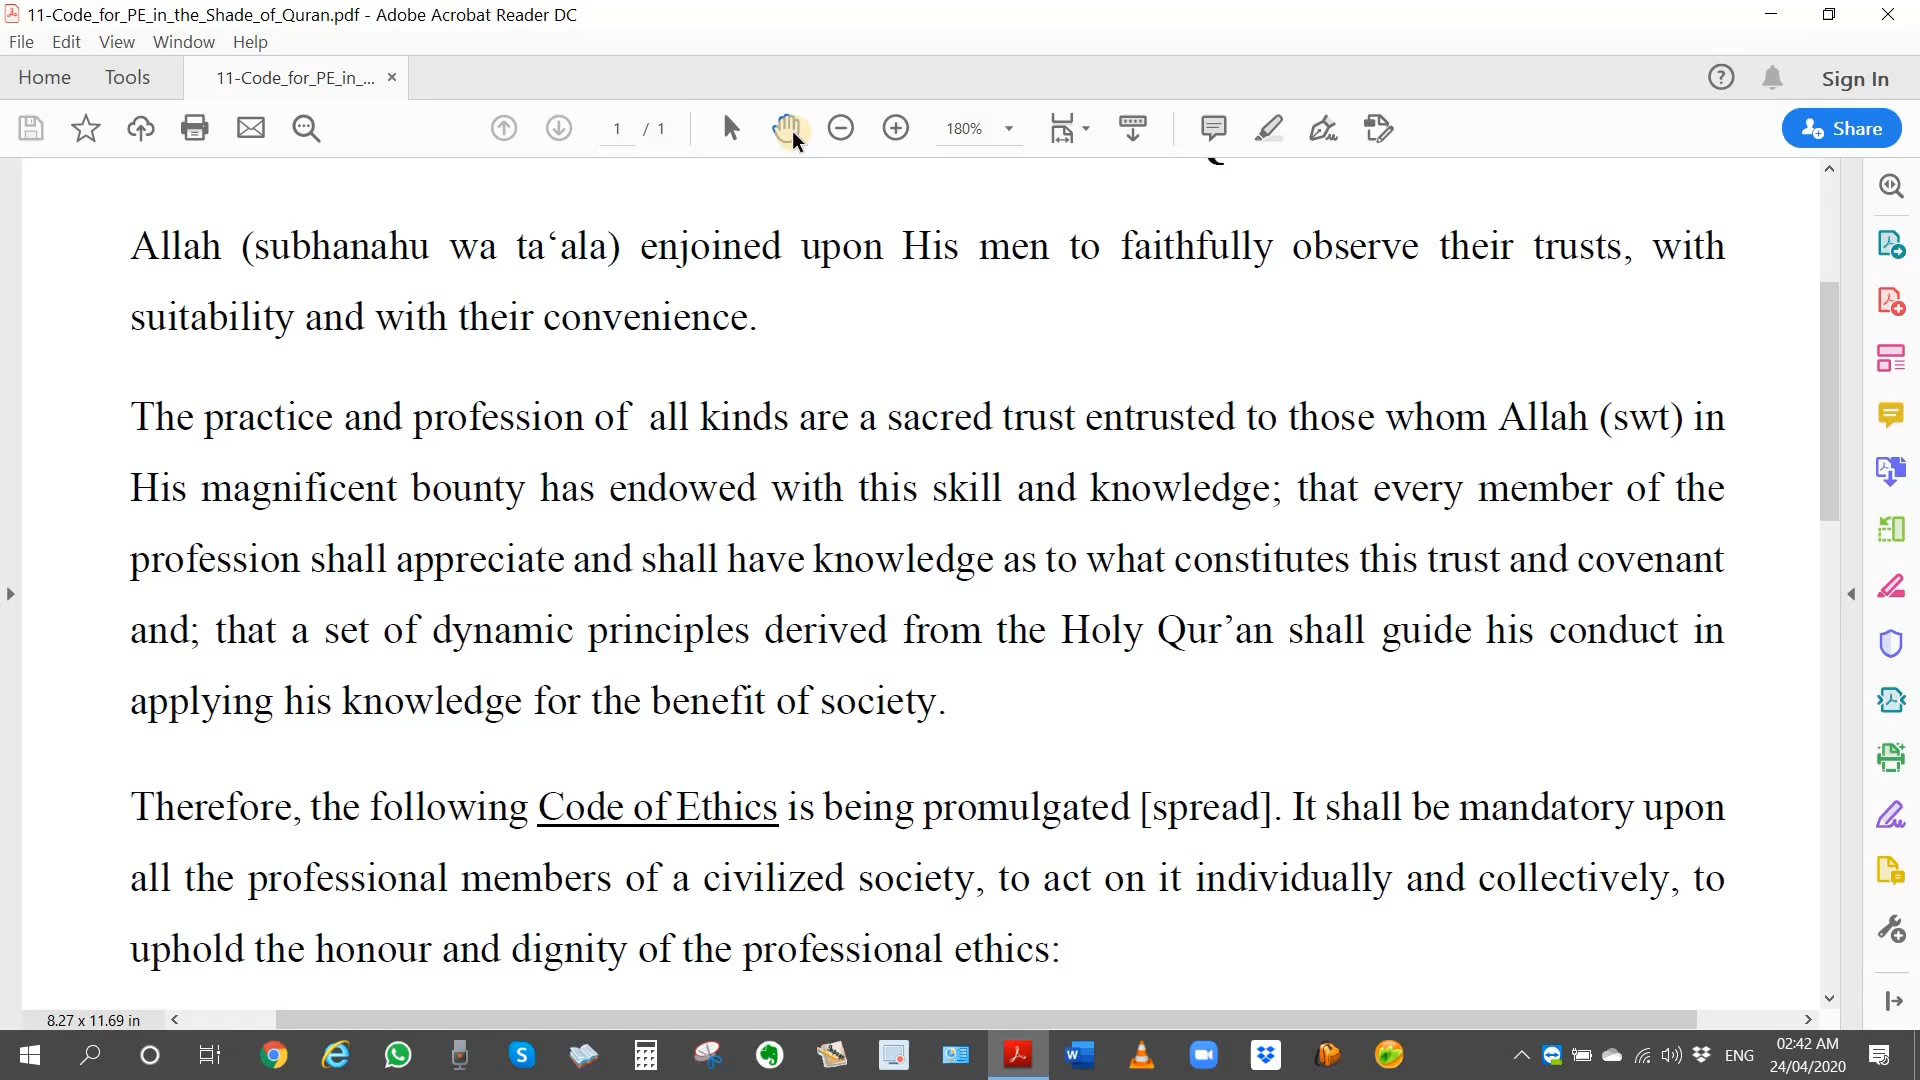 11-Code_for_PE_in_the_Shade_of_Quran.pdf - Adobe Acrobat Reader DC
File Edit View Window Help
Home Tools 11-Code_for_PE_in_... × Sign In
1 / 1 180% Share
Allah (subhanahu wa ta‘ala) enjoined upon His men to faithfully observe their trusts, with
suitability and with their convenience.
The practice and profession of all kinds are a sacred trust entrusted to those whom Allah (swt) in
His magnificent bounty has endowed with this skill and knowledge; that every member of the
profession shall appreciate and shall have knowledge as to what constitutes this trust and covenant
and; that a set of dynamic principles derived from the Holy Qur’an shall guide his conduct in
applying his knowledge for the benefit of society.
Therefore, the following Code of Ethics is being promulgated [spread]. It shall be mandatory upon
all the professional members of a civilized society, to act on it individually and collectively, to
uphold the honour and dignity of the professional ethics:
8.27 x 11.69 in
ENG 02:42 AM
24/04/2020